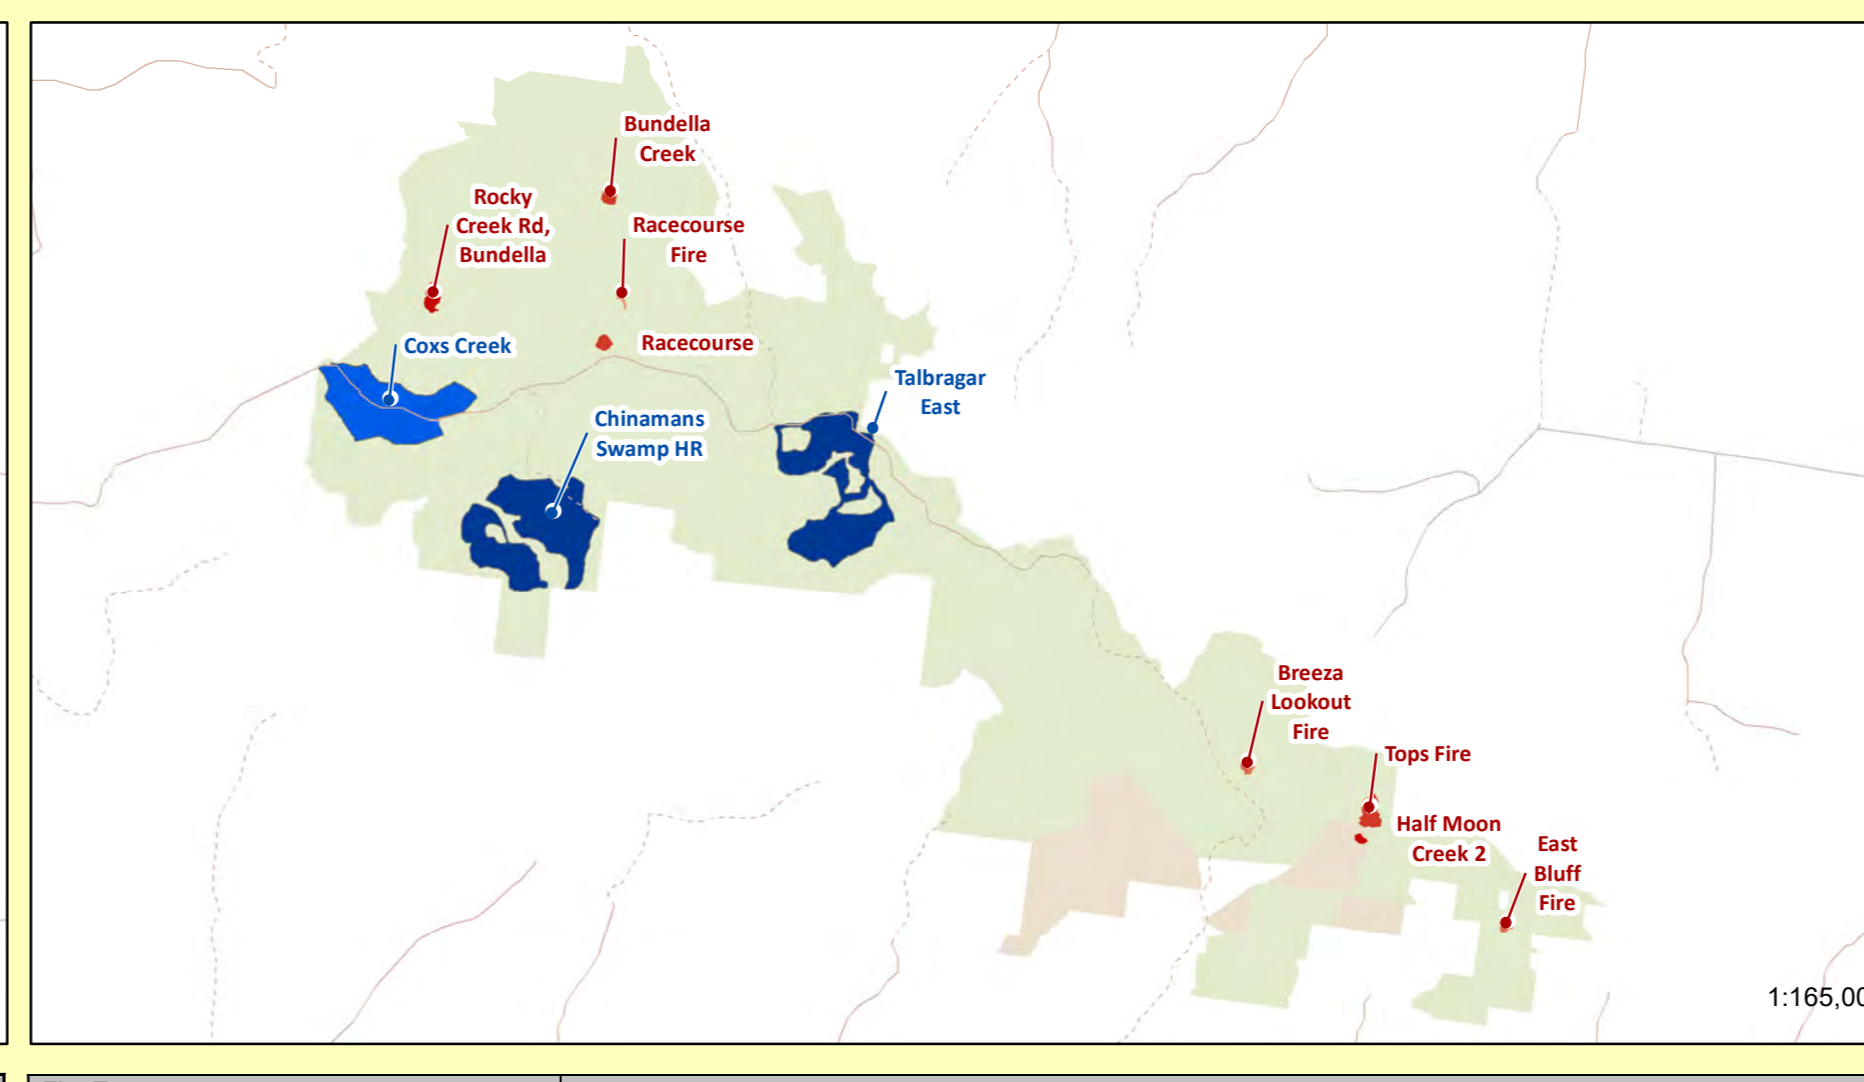 Bundella
Creek
Rocky
Creek Rd,
Bundella
Racecourse
Fire
Racecourse
Coxs Creek
Talbragar
East
Chinamans
Swamp HR
Breeza
Lookout
Fire
Tops Fire
Half Moon
Creek 2
East
Bluff
Fire
1:165,00